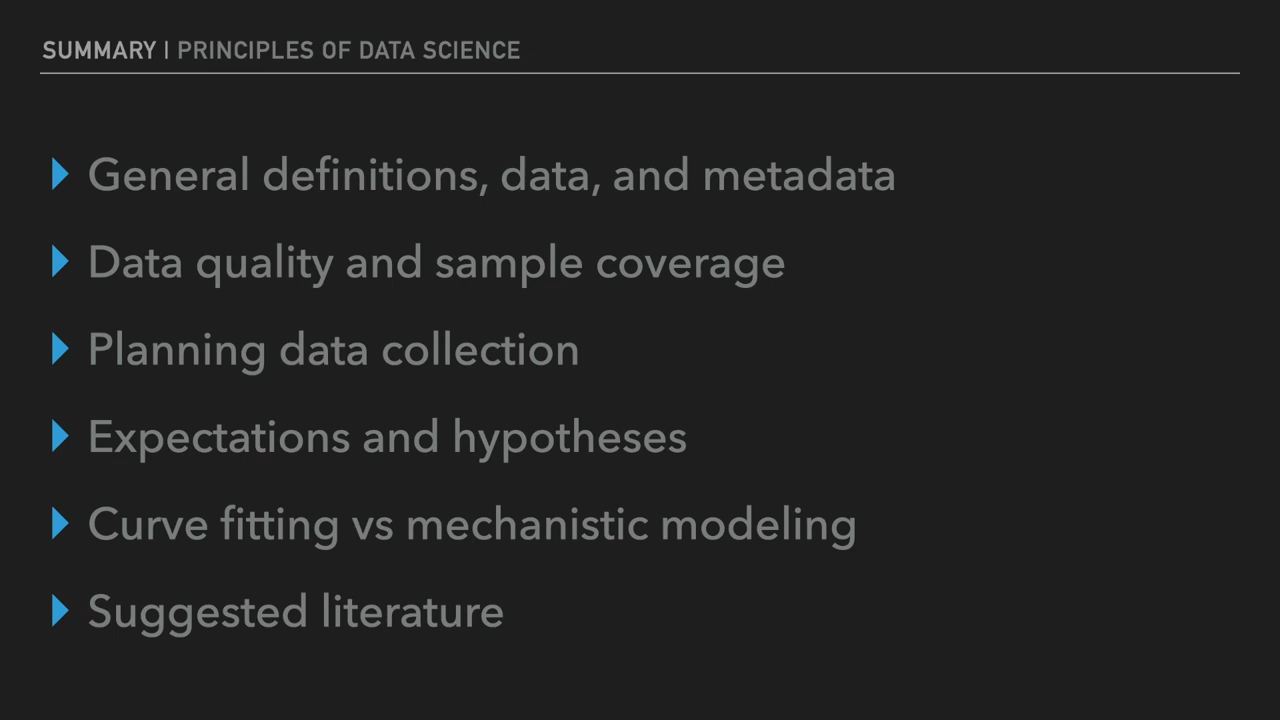 SUMMARY | PRINCIPLES OF DATA SCIENCE
General definitions, data, and metadata
Data quality and sample coverage
Planning data collection
Expectations and hypotheses
Curve fitting vs mechanistic modeling
Suggested literature